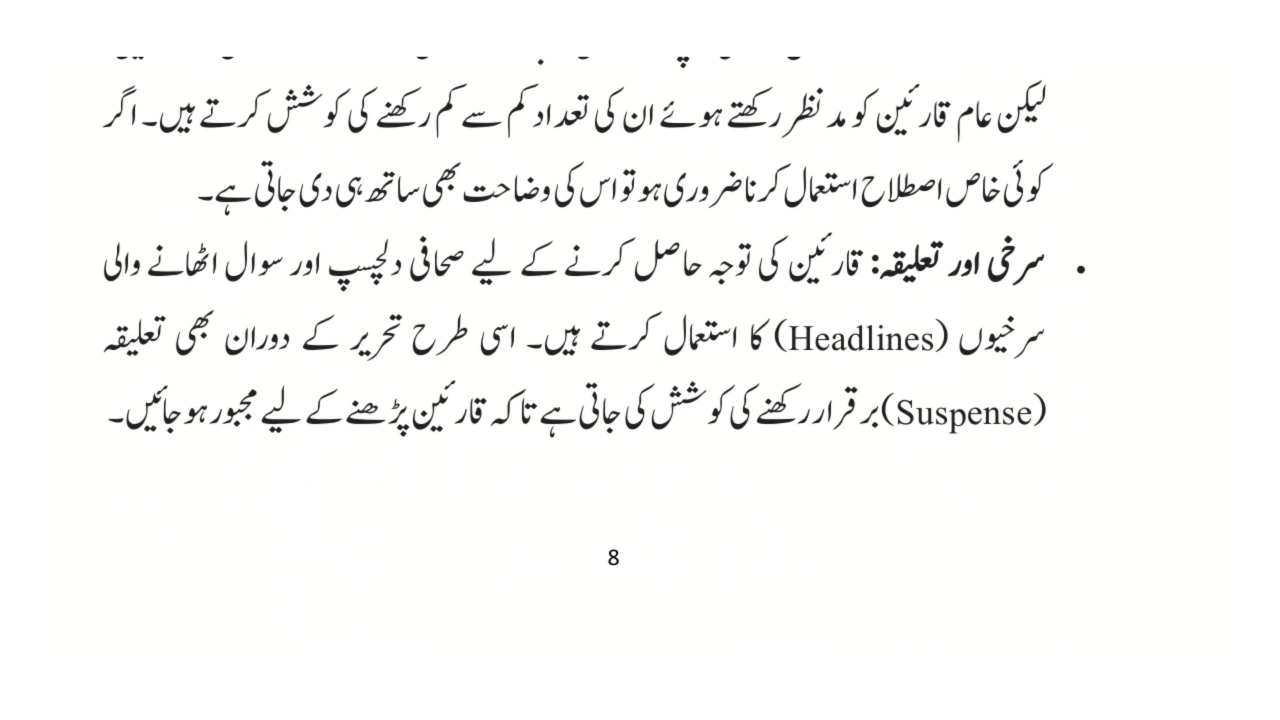 لیکن عام قارئین کو مد نظر رکھتے ہوئے ان کی تعداد کم سے کم رکھنے کی کوشش کرتے ہیں۔ اگر
کوئی خاص اصطلاح استعمال کرنا ضروری ہو تو اس کی وضاحت بھی ساتھ ہی دی جاتی ہے۔
• سرخی اور تعلیقہ: قارئین کی توجہ حاصل کرنے کے لیے صحافی دلچسپ اور سوال اٹھانے والی
سرخیوں (Headlines) کا استعمال کرتے ہیں۔ اسی طرح تحریر کے دوران بھی تعلیقہ
(Suspense) برقرار رکھنے کی کوشش کی جاتی ہے تاکہ قارئین پڑھنے کے لیے مجبور ہو جائیں۔
8